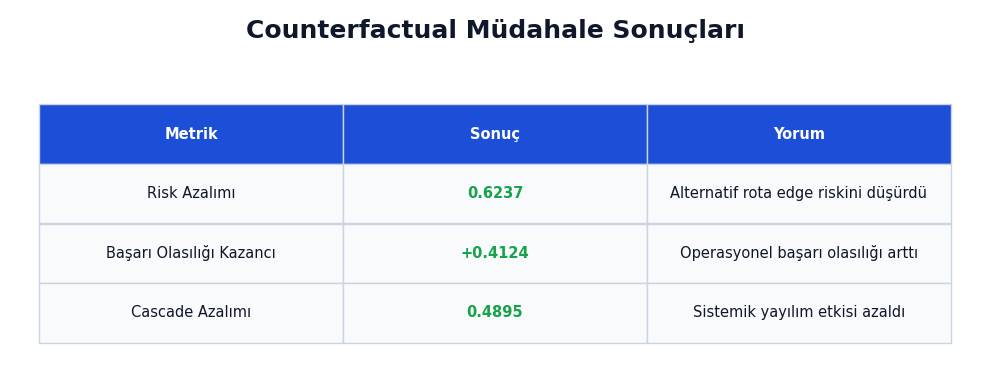 Counterfactual Müdahale Sonuçları
Metrik Sonuç Yorum
Risk Azalımı 0.6237 Alternatif rota edge riskini düşürdü
Başarı Olasılığı Kazancı +0.4124 Operasyonel başarı olasılığı arttı
Cascade Azalımı 0.4895 Sistemik yayılım etkisi azaldı